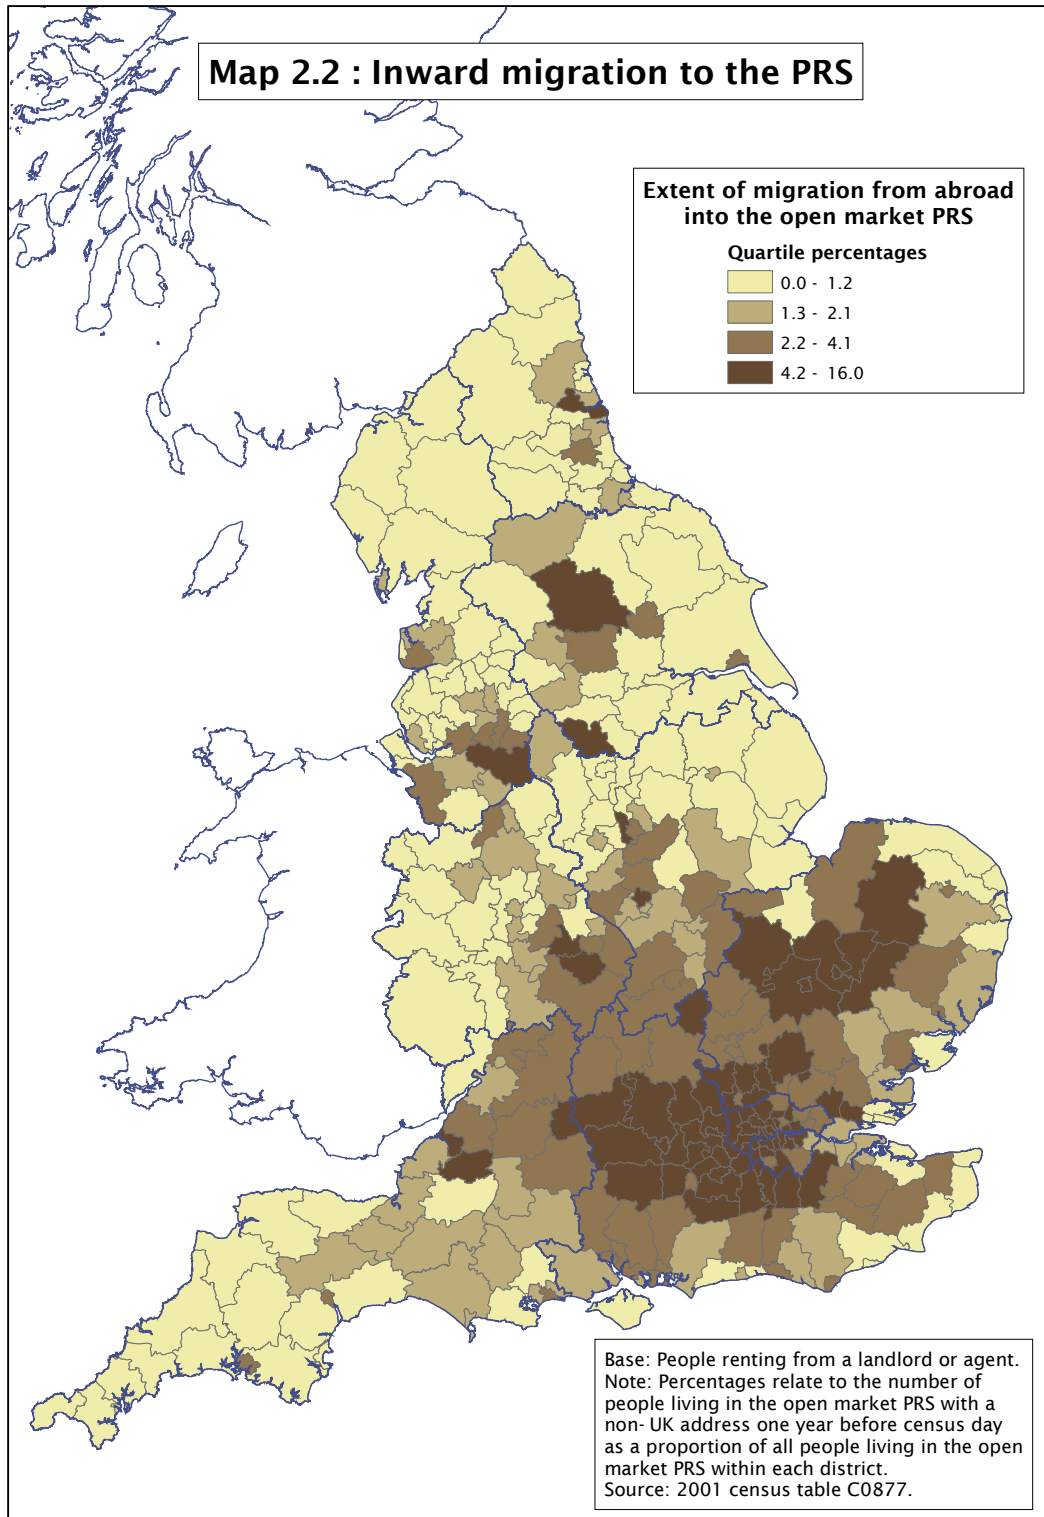 Map 2.2 : Inward migration to the PRS
Extent of migration from abroad
into the open market PRS
Quartile percentages
0.0 - 1.2
1.3 - 2.1
2.2 - 4.1
4.2 - 16.0
Base: People renting from a landlord or agent.
Note: Percentages relate to the number of
people living in the open market PRS with a
non- UK address one year before census day
as a proportion of all people living in the open
market PRS within each district.
Source: 2001 census table C0877.